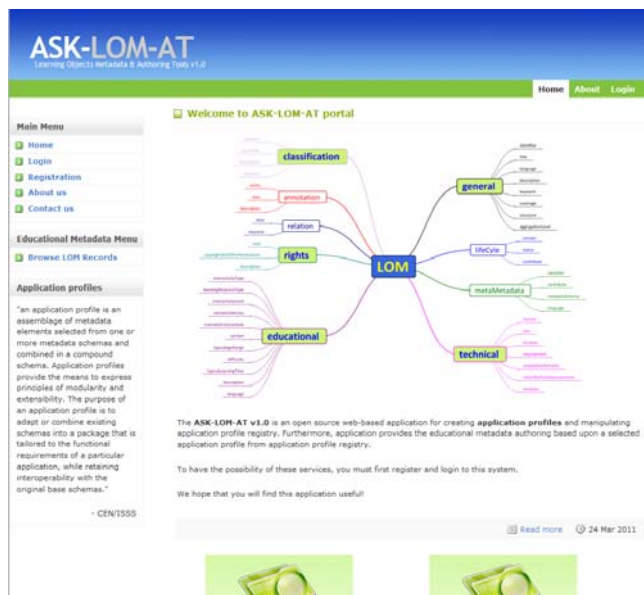 ASK-LOM-AT
Learning Objects Metadata & Authoring Tools v1.0
Home About Login
Main Menu
Home
Login
Registration
About us
Contact us
Educational Metadata Menu
Browse LOM Records
Application profiles
"an application profile is an
assemblage of metadata
elements selected from one or
more metadata schemas and
combined in a compound
schema. Application profiles
provide the means to express
principles of modularity and
extensibility. The purpose of
an application profile is to
adapt or combine existing
schemas into a package that is
tailored to the functional
requirements of a particular
application, while retaining
interoperability with the
original base schemas."
- CEN/ISSS
Welcome to ASK-LOM-AT portal
classification
annotation
relation
rights
educational
LOM
general
lifeCyle
metaMetadata
technical
The ASK-LOM-AT v1.0 is an open source web-based application for creating application profiles and manipulating
application profile registry. Furthermore, application provides the educational metadata authoring based upon a selected
application profile from application profile registry.
To have the possibility of these services, you must first register and login to this system.
We hope that you will find this application useful!
Read more 24 Mar 2011